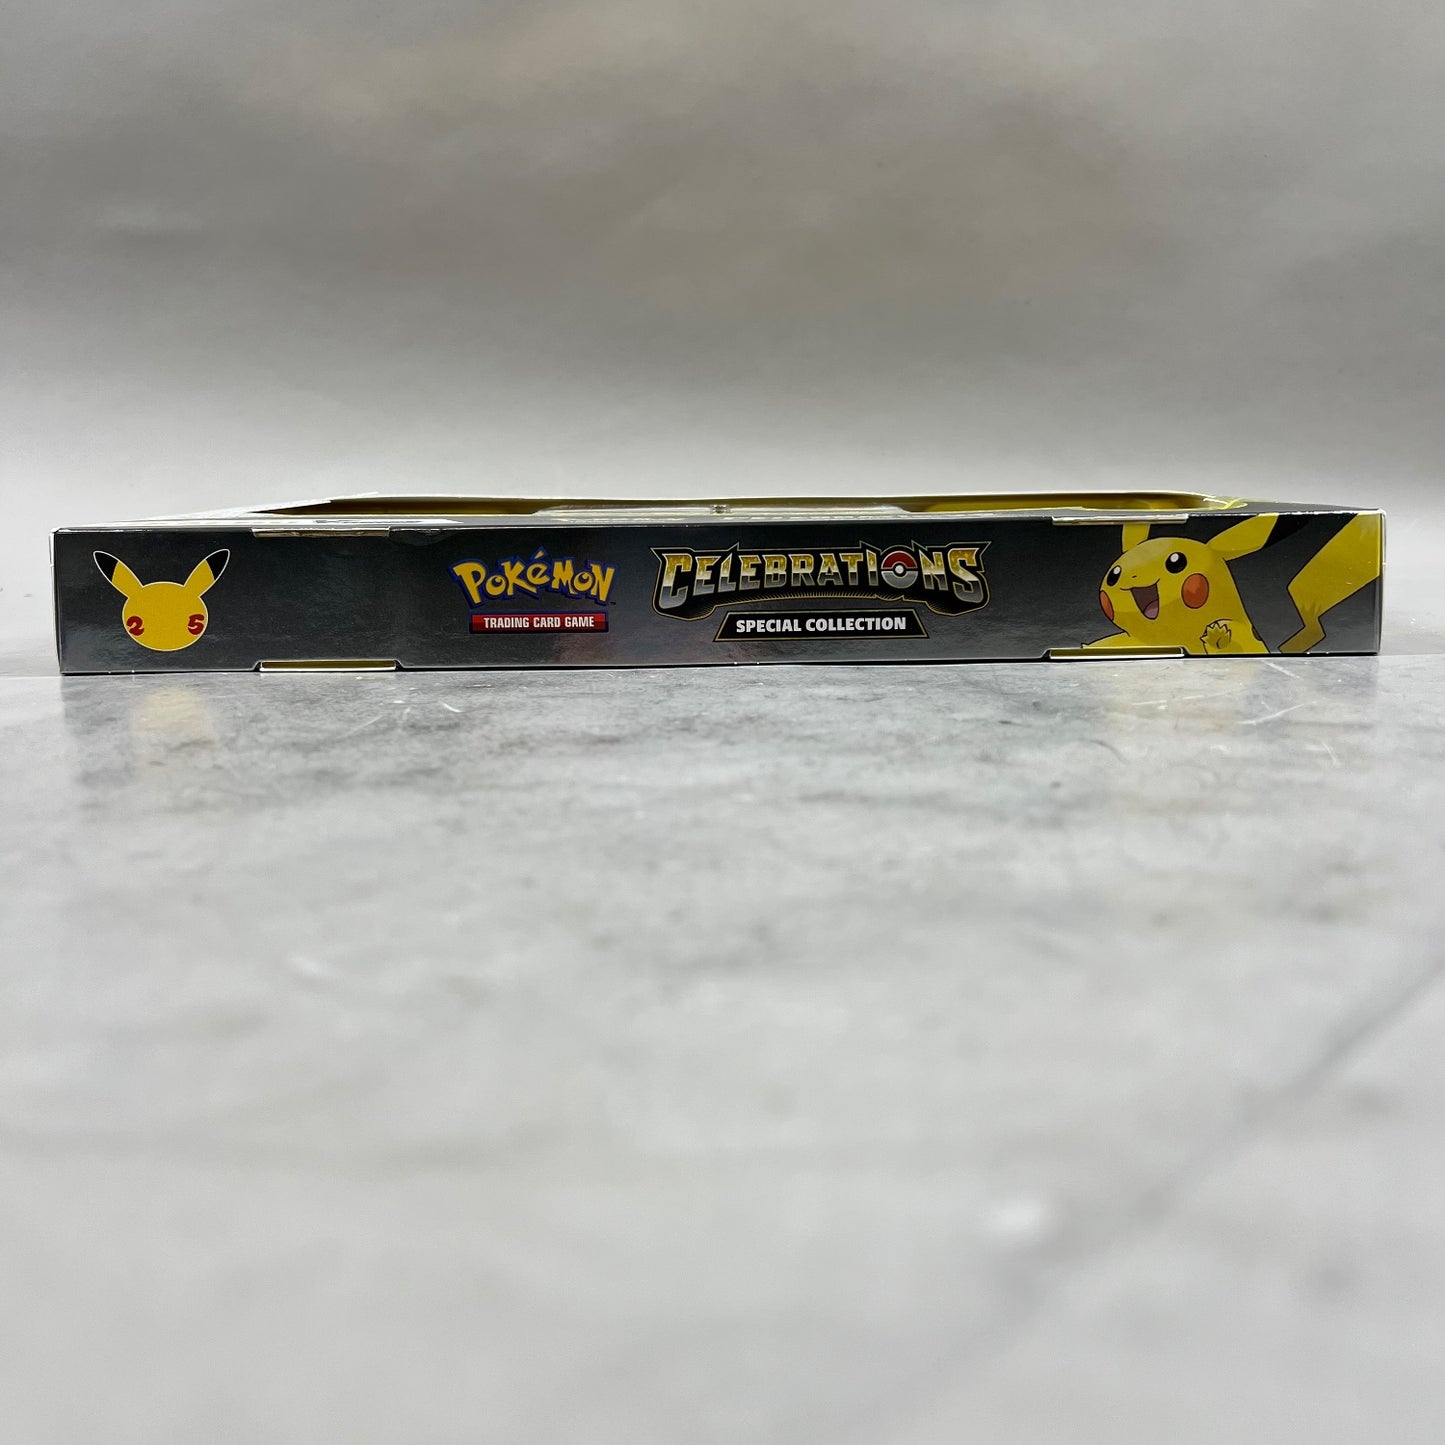 25
POKéMON
TRADING CARD GAME
CELEBRATIONS
SPECIAL COLLECTION